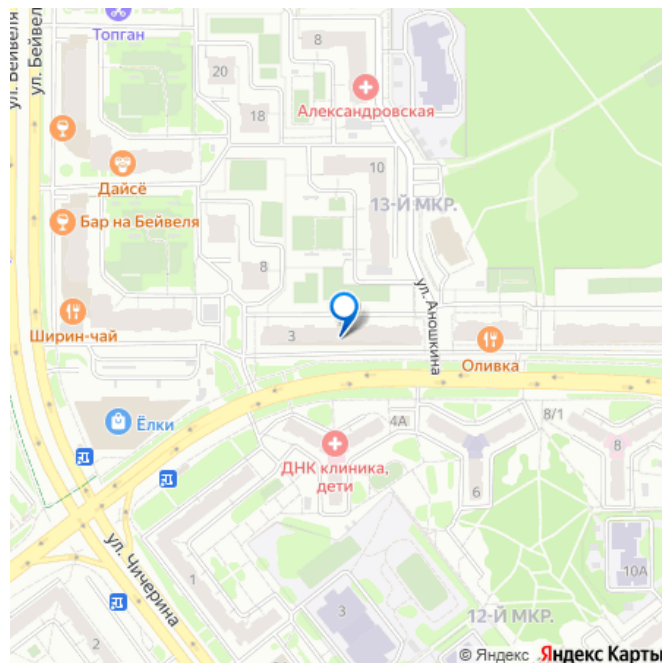 ул. Бейвеля
ул. Бейвеля
Топган
8
20
Александровская
18
Дайсё
10
13-Й МКР.
Бар на Бейвеля
8
ул. Аношкина
Ширин-чай
3
Оливка
Ёлки
4А
8/1
ДНК клиника,
дети
8
6
ул. Чичерина
1
10А
3
12-Й МКР.
2
© Яндекс Яндекс Карты